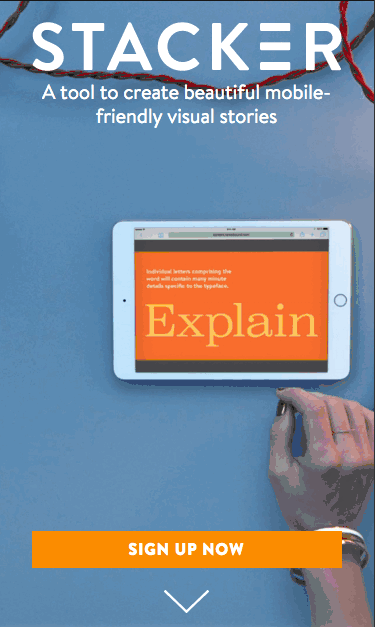 STACKER
A tool to create beautiful mobile-
friendly visual stories
Individual letters comprising the
word will contain many minute
details specific to the typeface.
Explain
SIGN UP NOW